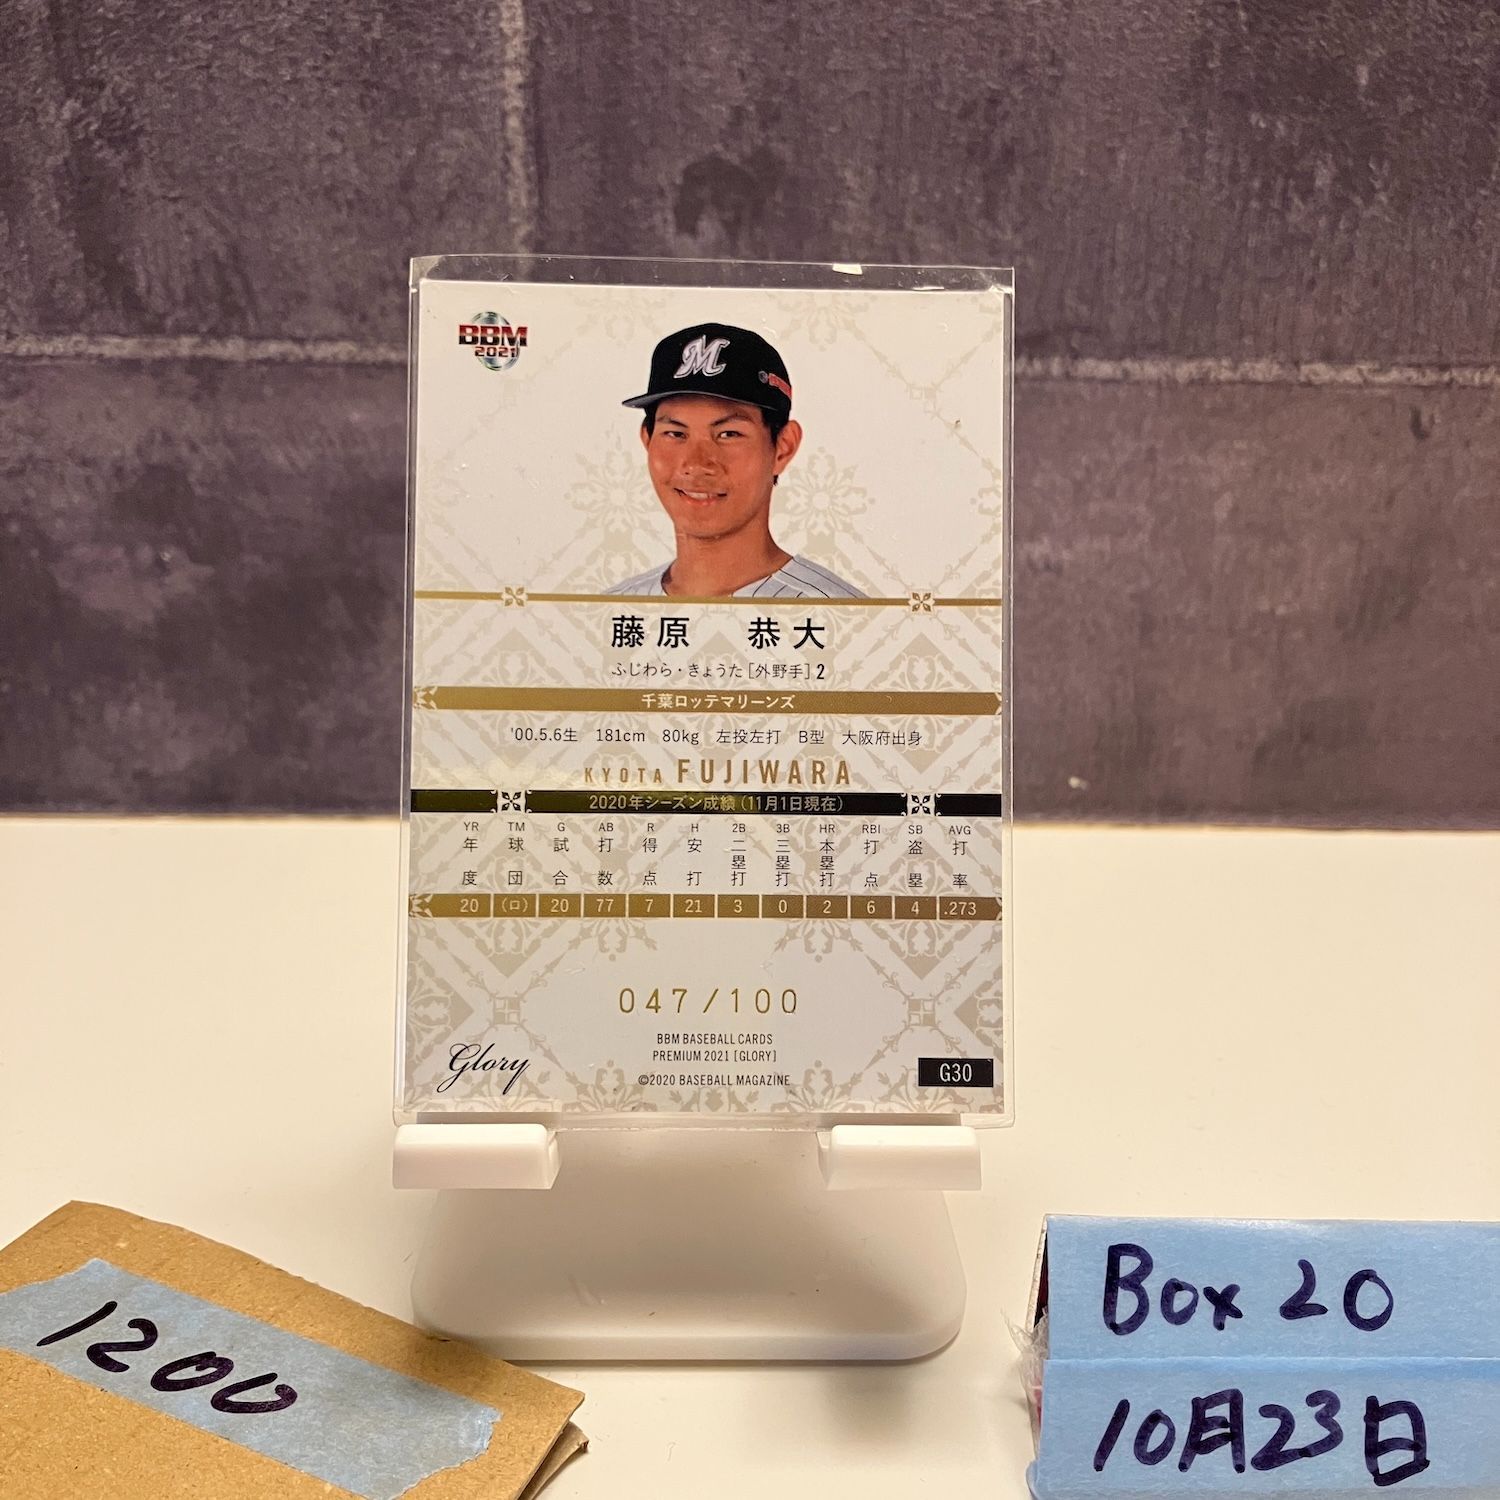 BBM
2021
M
藤原 恭大
ふじわら・きょうた [外野手] 2
千葉ロッテマリーンズ
'00.5.6生 181cm 80kg 左投左打 B型 大阪府出身
KYOTA FUJIWARA
2020年シーズン成績 (11月1日現在)
YR TM G AB R H 2B 3B HR RBI SB AVG
年度 球団 試合 打数 得点 安打 二塁打 三塁打 本塁打 打点 盗塁 打率
20 (ロ) 20 77 7 21 3 0 2 6 4 .273
047/100
BBM BASEBALL CARDS
PREMIUM 2021 [GLORY]
©2020 BASEBALL MAGAZINE
Glory
G30
1200
Box 20
10月23日